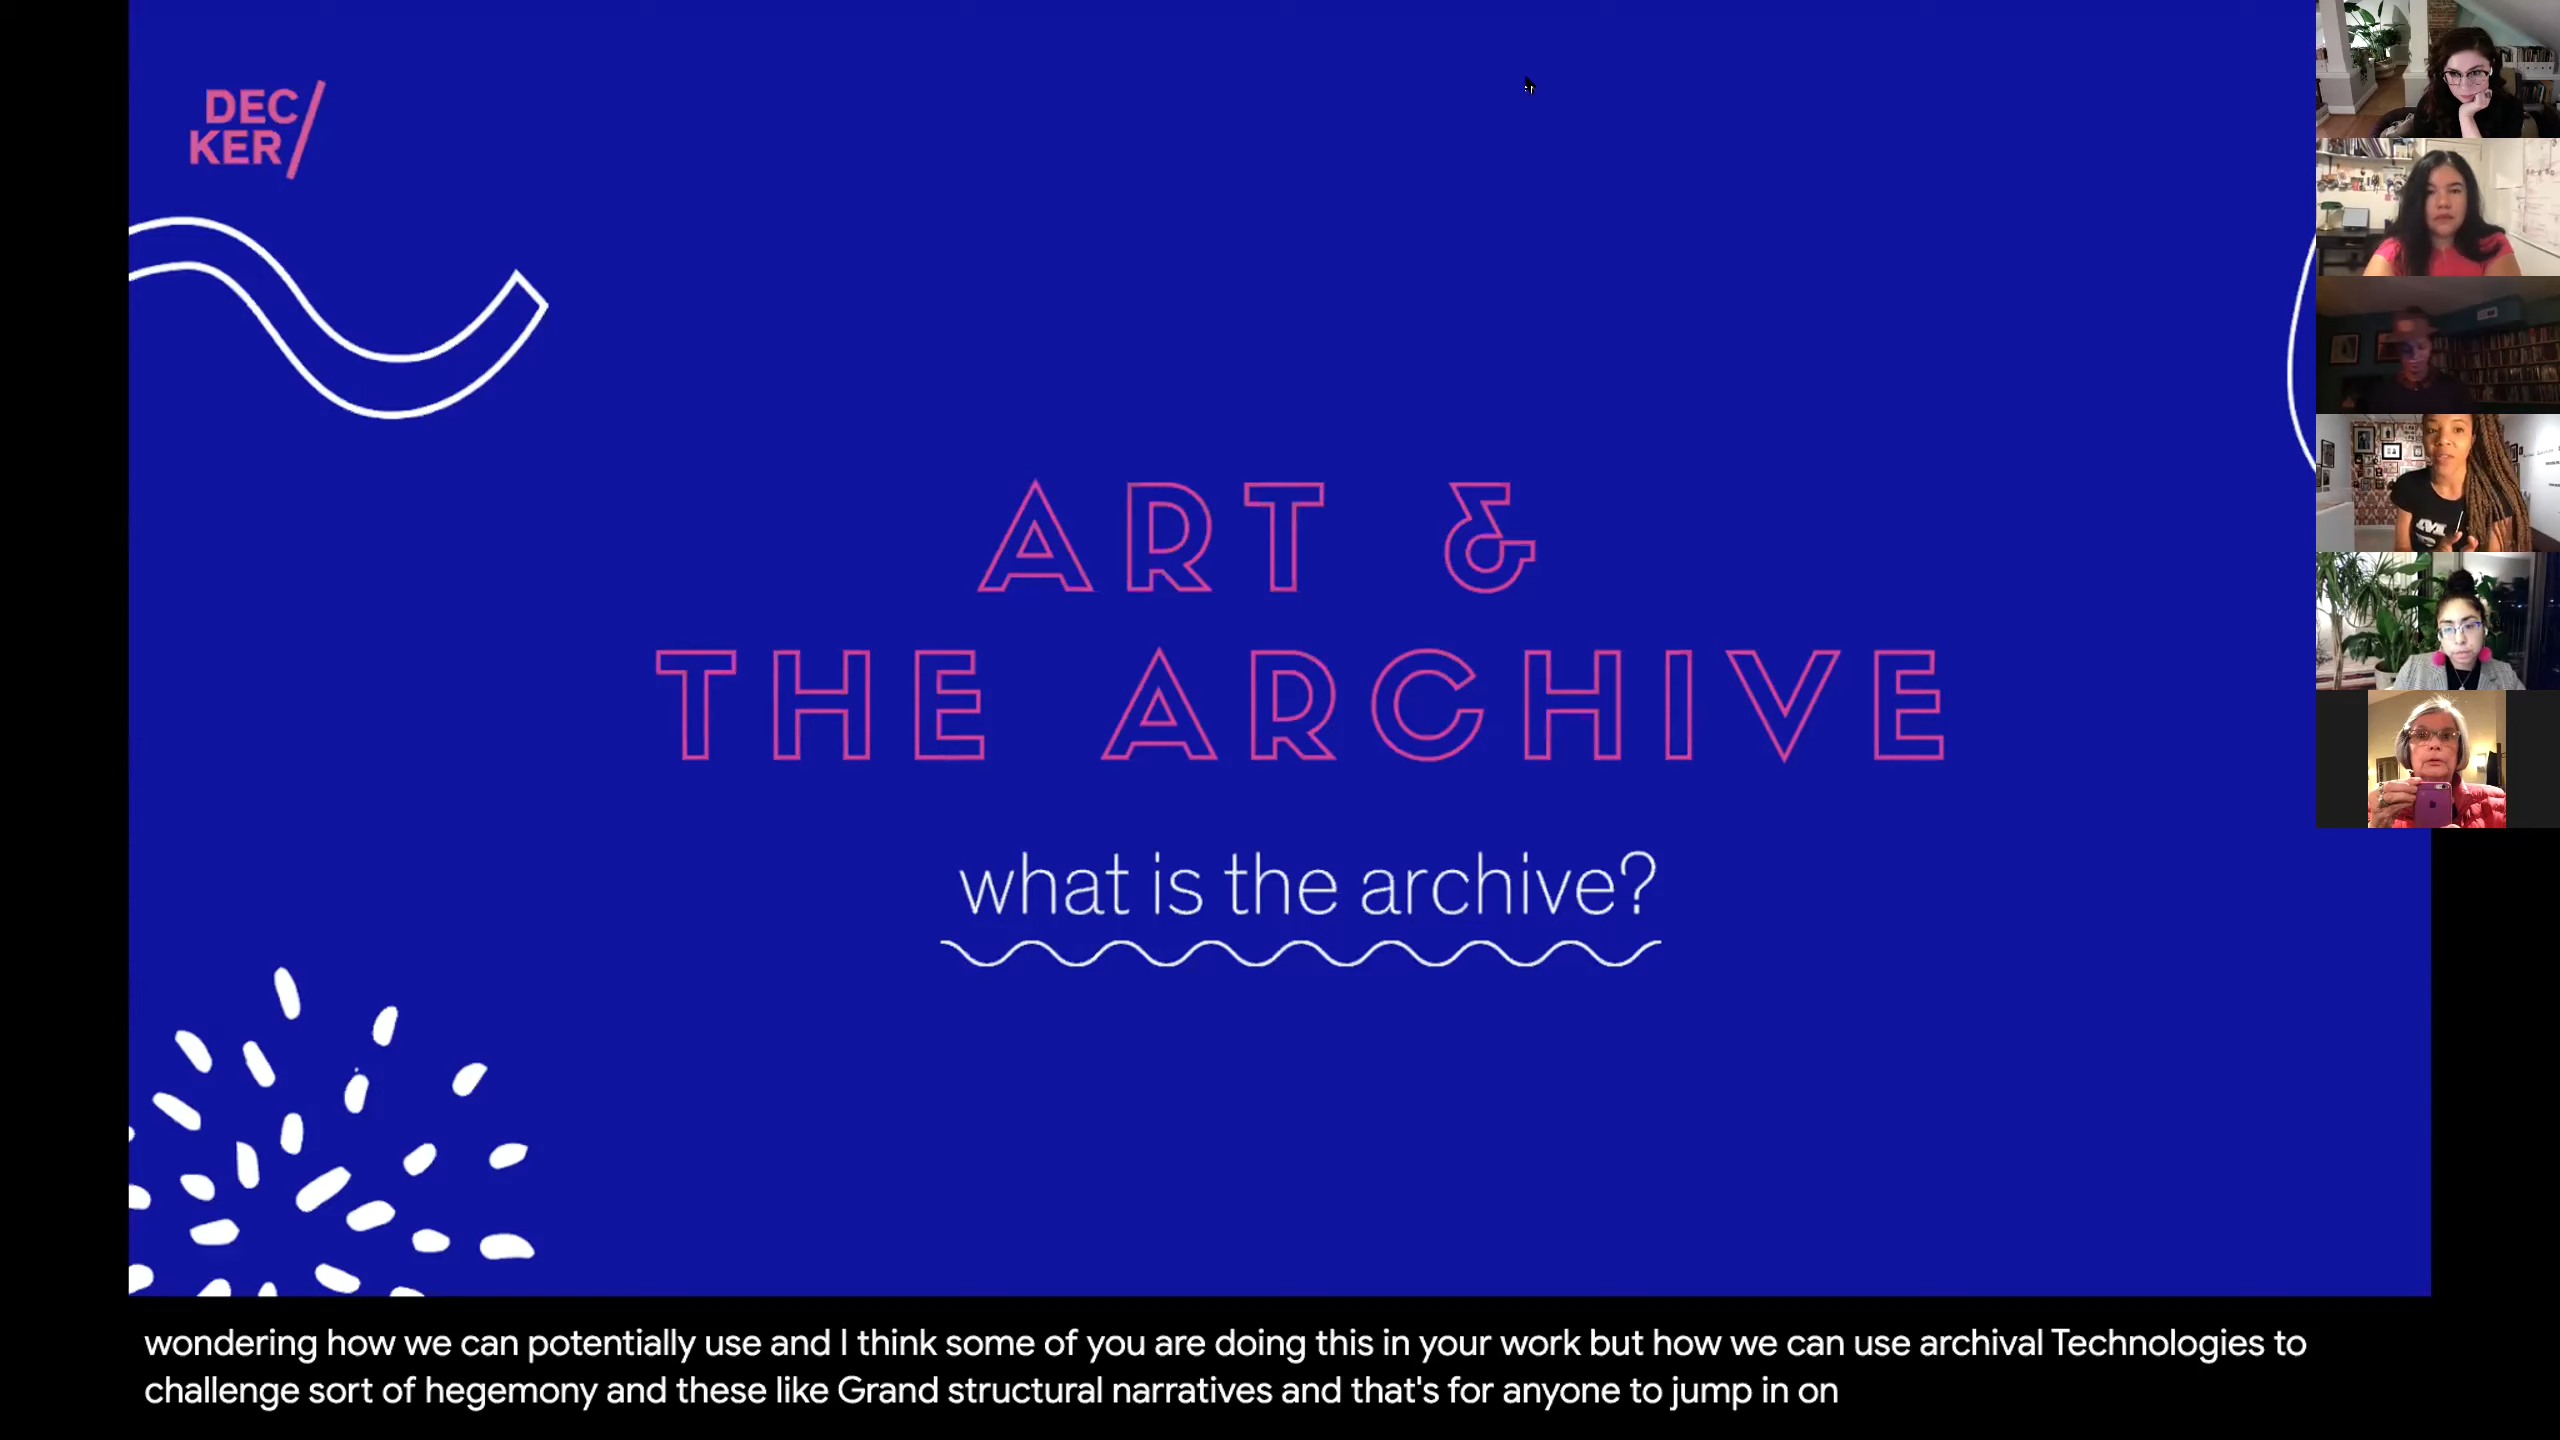 DEC
KER
ART &
THE ARCHIVE
what is the archive?
wondering how we can potentially use and I think some of you are doing this in your work but how we can use archival Technologies to
challenge sort of hegemony and these like Grand structural narratives and that's for anyone to jump in on